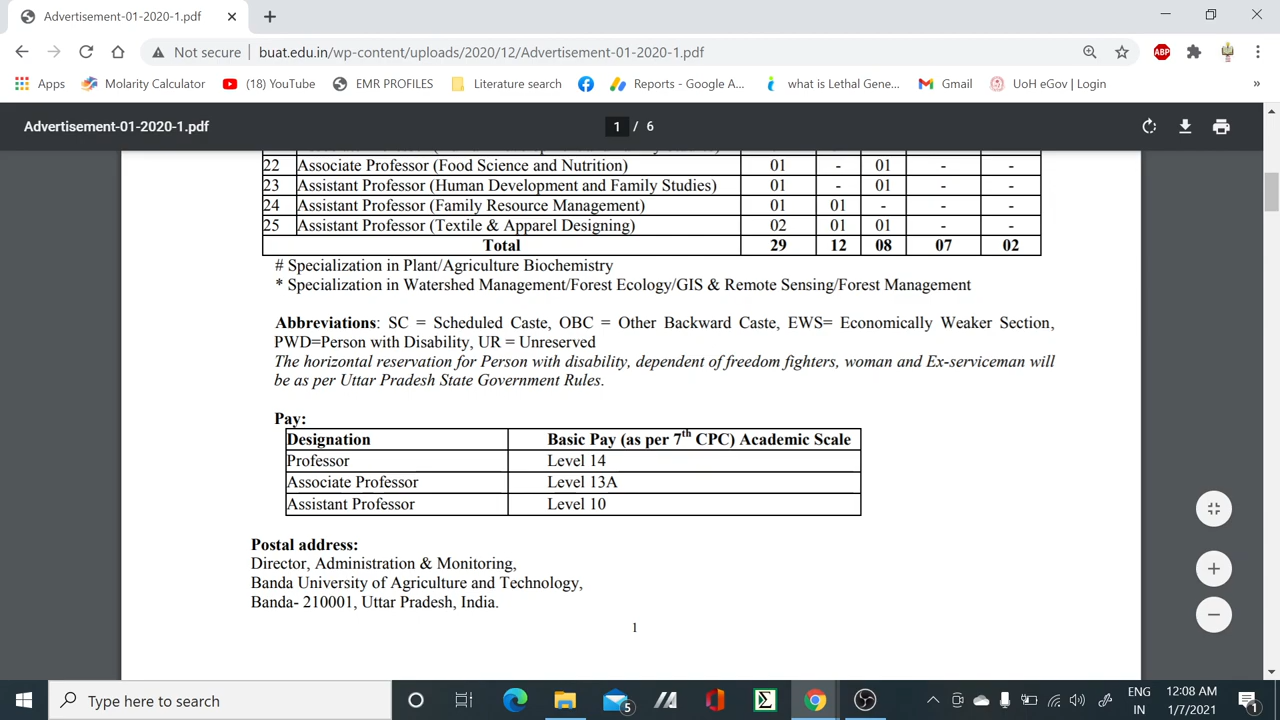 Advertisement-01-2020-1.pdf
Not secure
buat.edu.in/wp-content/uploads/2020/12/Advertisement-01-2020-1.pdf
ABP
Apps Molarity Calculator (18) YouTube EMR PROFILES Literature search Reports - Google A... what is Lethal Gene... Gmail UoH eGov | Login »
Advertisement-01-2020-1.pdf 1 / 6
22 Associate Professor (Food Science and Nutrition) 01 - 01 - -
23 Assistant Professor (Human Development and Family Studies) 01 - 01 - -
24 Assistant Professor (Family Resource Management) 01 01 - - -
25 Assistant Professor (Textile & Apparel Designing) 02 01 01 - -
Total 29 12 08 07 02
# Specialization in Plant/Agriculture Biochemistry
* Specialization in Watershed Management/Forest Ecology/GIS & Remote Sensing/Forest Management
Abbreviations: SC = Scheduled Caste, OBC = Other Backward Caste, EWS= Economically Weaker Section,
PWD=Person with Disability, UR = Unreserved
The horizontal reservation for Person with disability, dependent of freedom fighters, woman and Ex-serviceman will
be as per Uttar Pradesh State Government Rules.
Pay:
Designation Basic Pay (as per 7th CPC) Academic Scale
Professor Level 14
Associate Professor Level 13A
Assistant Professor Level 10
Postal address:
Director, Administration & Monitoring,
Banda University of Agriculture and Technology,
Banda- 210001, Uttar Pradesh, India.
1
Type here to search
5
ENG
IN
12:08 AM
1/7/2021
1